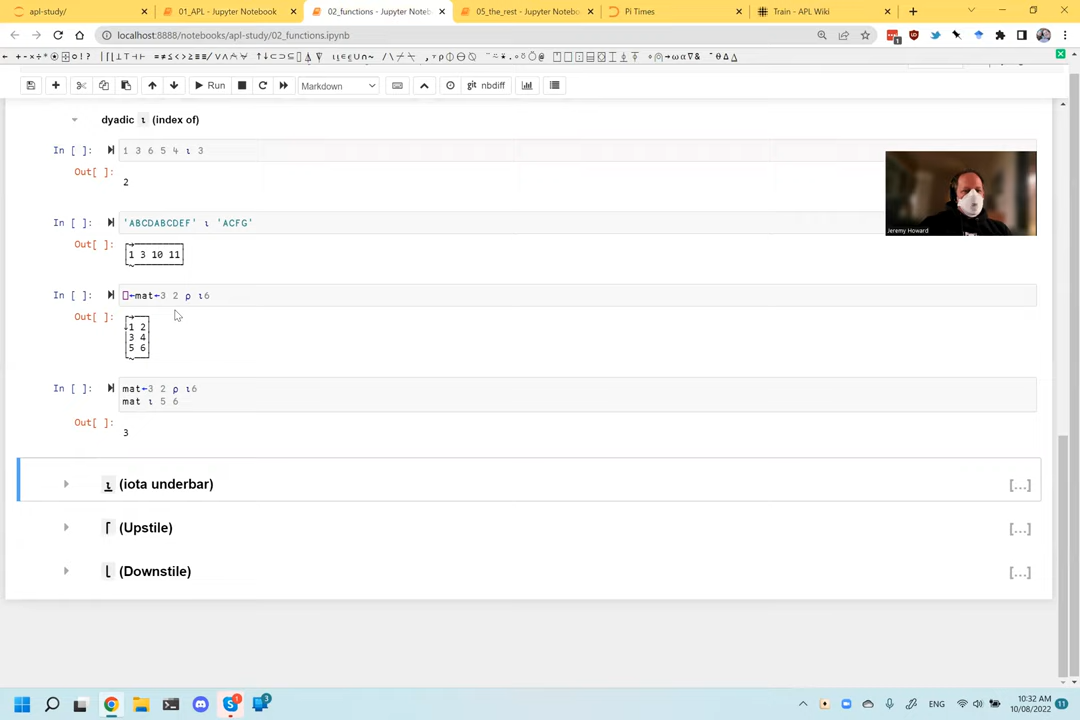 apl-study/
01_APL - Jupyter Notebook
02_functions - Jupyter Noteb
05_the_rest - Jupyter Notebo
Pi Times
Train - APL Wiki
localhost:8888/notebooks/apl-study/02_functions.ipynb
Run
Markdown
nbdiff
dyadic ⍳ (index of)
In [ ]: 1 3 6 5 4 ⍳ 3
Out[ ]:
2
In [ ]: 'ABCDABCDEF' ⍳ 'ACFG'
Out[ ]:
1 3 10 11
In [ ]: ⎕←mat←3 2 ⍴ ⍳6
Out[ ]:
1 2
3 4
5 6
In [ ]: mat←3 2 ⍴ ⍳6
mat ⍳ 5 6
Out[ ]:
3
⍸ (iota underbar)
[...]
⌈ (Upstile)
[...]
⌊ (Downstile)
[...]
Jeremy Howard
ENG
10:32 AM
10/08/2022